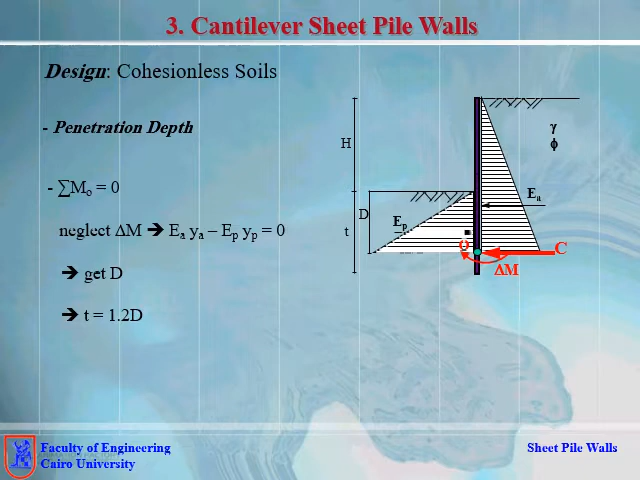 3. Cantilever Sheet Pile Walls
Design: Cohesionless Soils
- Penetration Depth
- ∑Mo = 0
neglect ΔM ➔ Ea ya – Ep yp = 0
➔ get D
➔ t = 1.2D
H
D
t
γ
ϕ
Ea
Ep
O
C
ΔM
Faculty of Engineering
Cairo University
Sheet Pile Walls